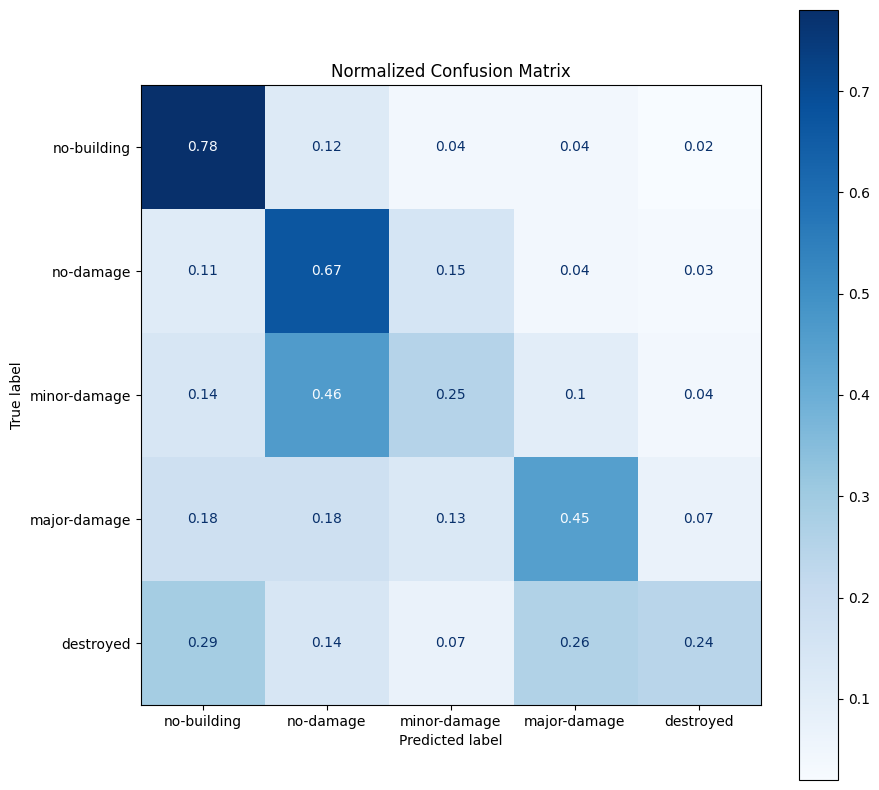 Normalized Confusion Matrix
True label
no-building 0.78 0.12 0.04 0.04 0.02
no-damage 0.11 0.67 0.15 0.04 0.03
minor-damage 0.14 0.46 0.25 0.1 0.04
major-damage 0.18 0.18 0.13 0.45 0.07
destroyed 0.29 0.14 0.07 0.26 0.24
no-building no-damage minor-damage major-damage destroyed
Predicted label
0.7
0.6
0.5
0.4
0.3
0.2
0.1